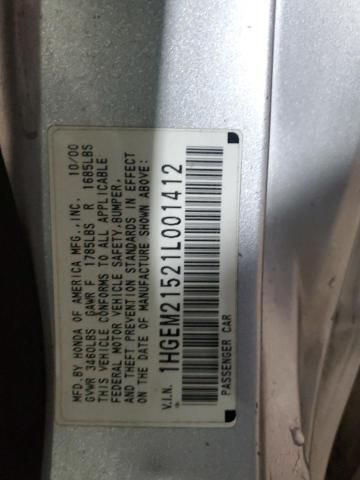 MFD.BY HONDA OF AMERICA MFG.,INC. 10/00
GVWR 3460LBS GAWR F 1785LBS R 1685LBS
THIS VEHICLE CONFORMS TO ALL APPLICABLE
FEDERAL MOTOR VEHICLE SAFETY,BUMPER,
AND THEFT PREVENTION STANDARDS IN EFFECT
ON THE DATE OF MANUFACTURE SHOWN ABOVE:
V.I.N. 1HGEM21521L001412
PASSENGER CAR